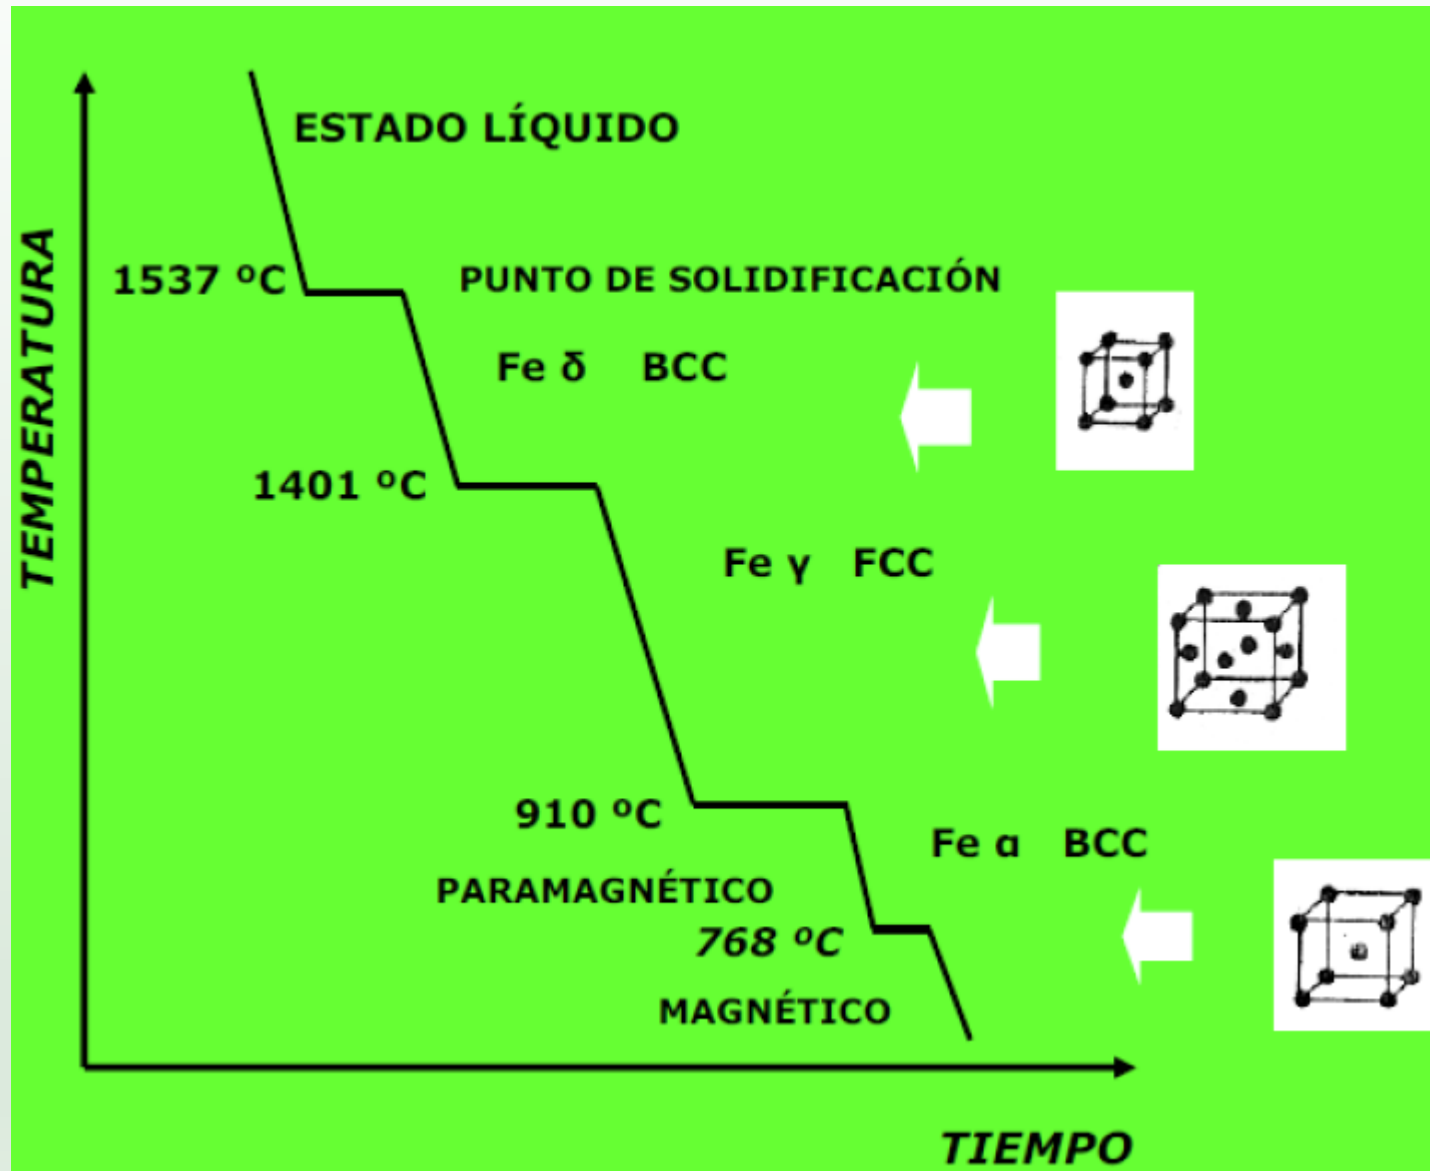 ESTADO LÍQUIDO
TEMPERATURA
1537 ºC
PUNTO DE SOLIDIFICACIÓN
Fe δ BCC
1401 ºC
Fe γ FCC
910 ºC
Fe α BCC
PARAMAGNÉTICO
768 ºC
MAGNÉTICO
TIEMPO